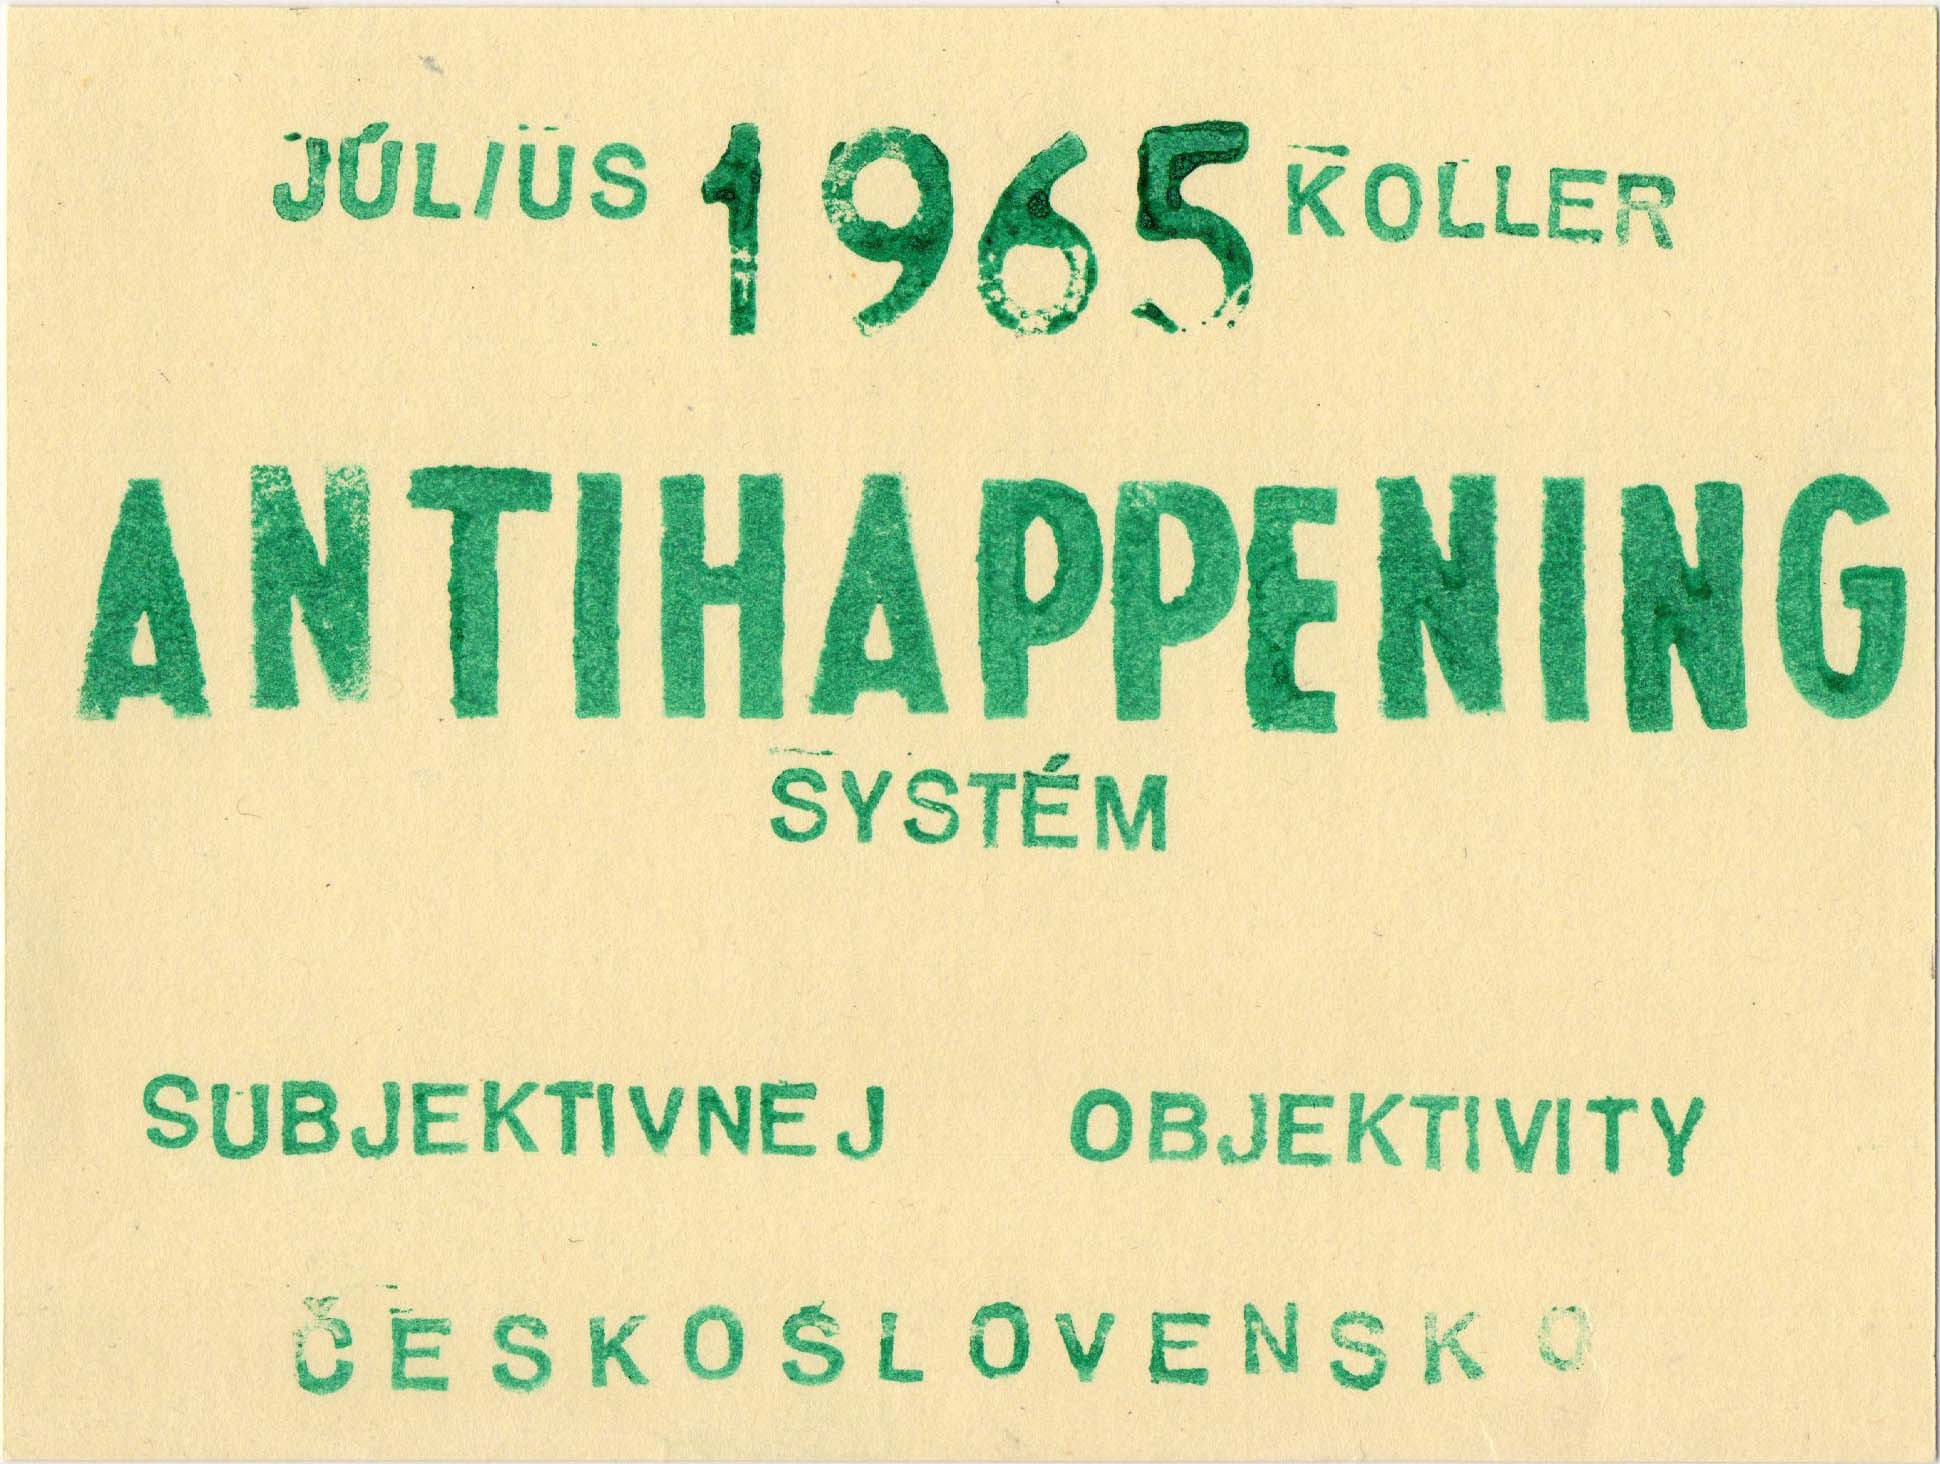 JÚLIUS 1965 KOLLER
ANTIHAPPENING
SYSTÉM
SUBJEKTIVNEJ OBJEKTIVITY
ČESKOSLOVENSKO